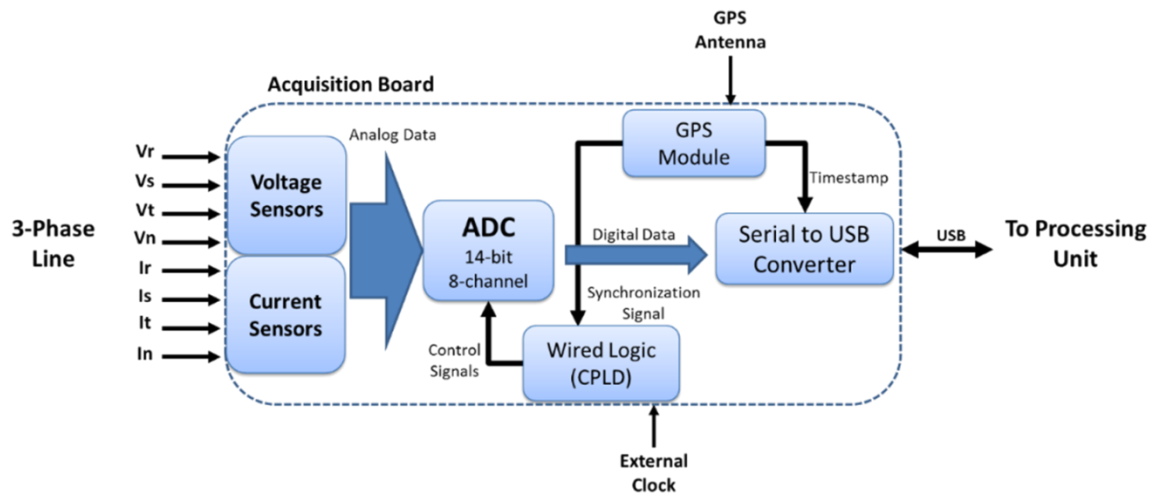 GPS
Antenna
Acquisition Board
Analog Data
GPS
Module
Vr
Vs
Vt
Vn
Ir
Is
It
In
3-Phase
Line
Voltage
Sensors
Current
Sensors
Timestamp
ADC
14-bit
8-channel
Digital Data
Serial to USB
Converter
USB
To Processing
Unit
Synchronization
Signal
Control
Signals
Wired Logic
(CPLD)
External
Clock